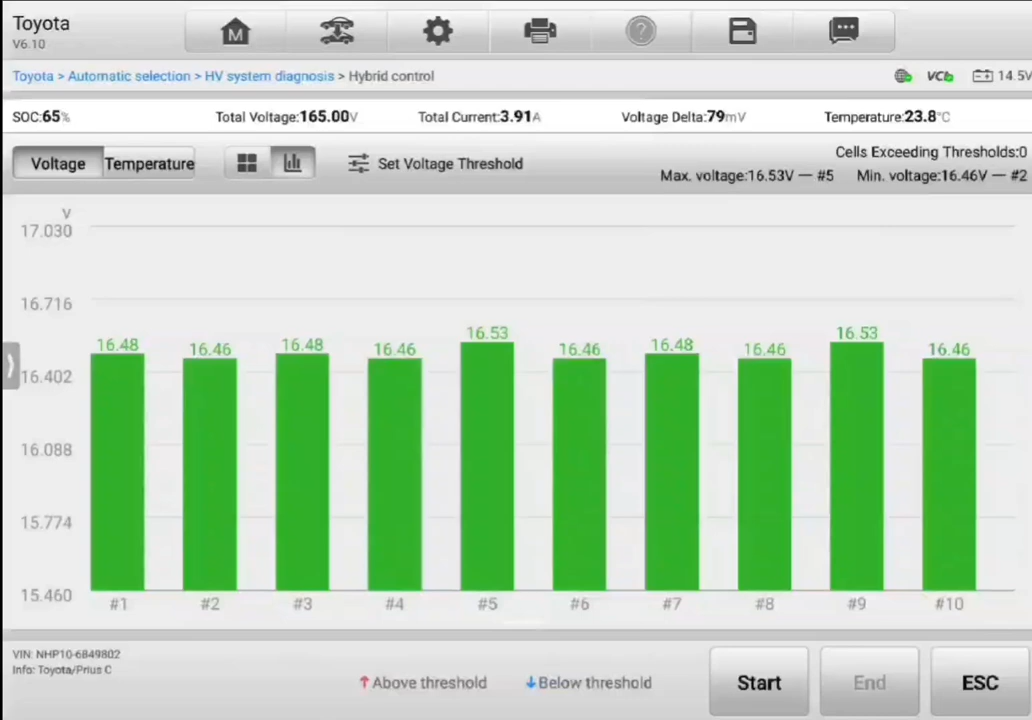 Toyota
V6.10
M
?
Toyota > Automatic selection > HV system diagnosis > Hybrid control
VCI
14.5V
SOC:65% Total Voltage:165.00V Total Current:3.91A Voltage Delta:79mV Temperature:23.8°C
Voltage Temperature Set Voltage Threshold
Cells Exceeding Thresholds:0
Max. voltage:16.53V — #5 Min. voltage:16.46V — #2
V
17.030
16.716
16.48 16.46 16.48 16.46 16.53 16.46 16.48 16.46 16.53 16.46
16.402
16.088
15.774
15.460
#1 #2 #3 #4 #5 #6 #7 #8 #9 #10
VIN: NHP10-6849802
Info: Toyota/Prius C
↑Above threshold ↓Below threshold
Start End ESC